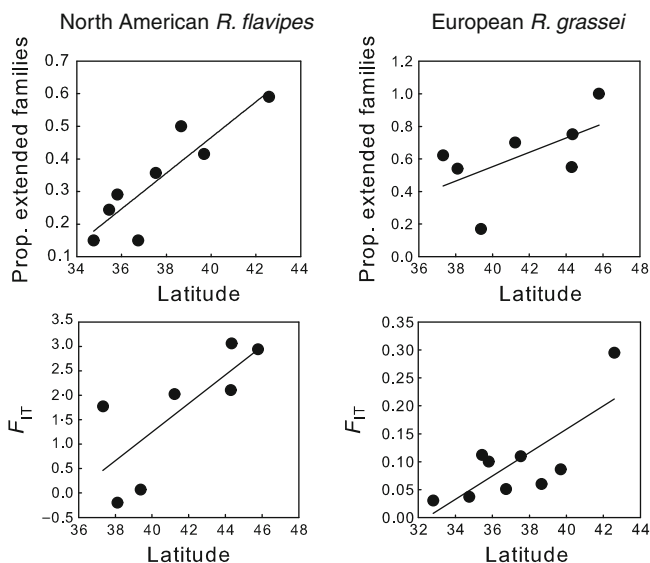 North American R. flavipes
European R. grassei
Prop. extended families
0.7
0.6
0.5
0.4
0.3
0.2
0.1
34 36 38 40 42 44
Latitude
Prop. extended families
1.2
1.0
0.8
0.6
0.4
0.2
0.0
36 38 40 42 44 46 48
Latitude
FIT
3.5
3.0
2.5
2.0
1.5
1.0
0.5
0.0
−0.5
36 38 40 42 44 46 48
Latitude
FIT
0.35
0.30
0.25
0.20
0.15
0.10
0.05
0.00
32 34 36 38 40 42 44
Latitude